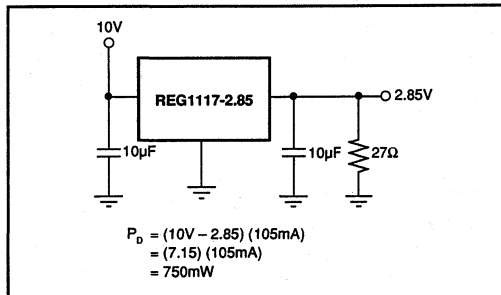 10V
REG1117-2.85
2.85V
10µF
10µF
27Ω
P_D = (10V – 2.85) (105mA)
= (7.15) (105mA)
= 750mW